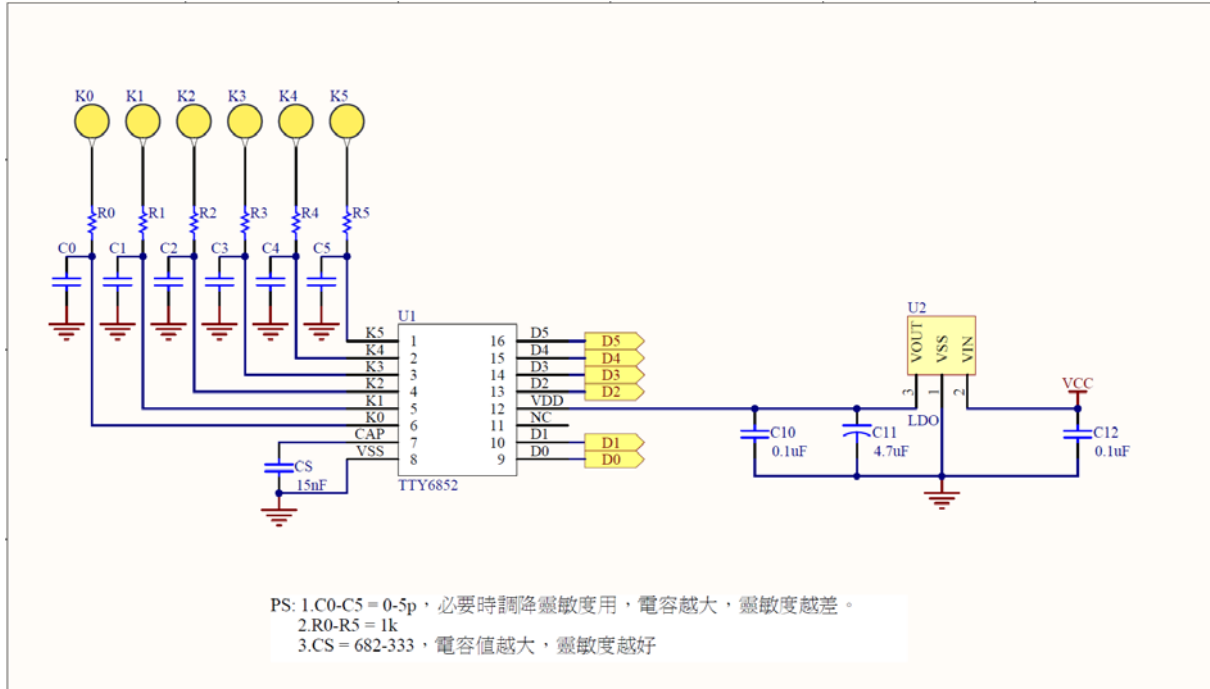 K0 K1 K2 K3 K4 K5
R0 R1 R2 R3 R4 R5
C0 C1 C2 C3 C4 C5
U1
K5 1 16 D5 D5
K4 2 15 D4 D4
K3 3 14 D3 D3
K2 4 13 D2 D2
K1 5 12 VDD
K0 6 11 NC
CAP 7 10 D1 D1
VSS 8 9 D0 D0
TTY6852
CS
15nF
U2
VOUT VSS VIN
3 1 2
LDO
VCC
C10
0.1uF
C11
4.7uF
C12
0.1uF
PS: 1.C0-C5 = 0-5p，必要時調降靈敏度用，電容越大，靈敏度越差。
2.R0-R5 = 1k
3.CS = 682-333，電容值越大，靈敏度越好